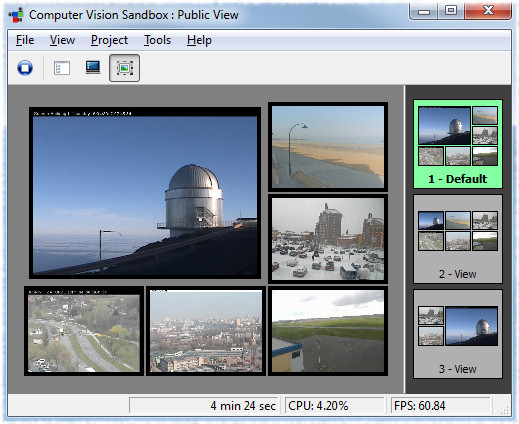 Computer Vision Sandbox : Public View
File View Project Tools Help
1 - Default
2 - View
3 - View
4 min 24 sec CPU: 4.20% FPS: 60.84